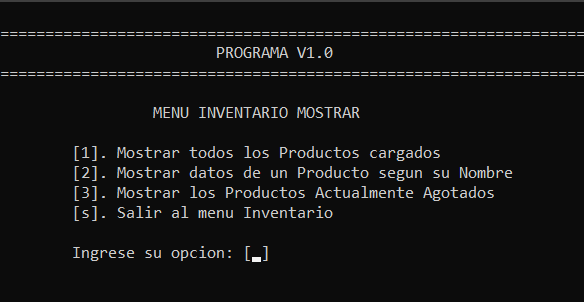 =================================================================
PROGRAMA V1.0
=================================================================
MENU INVENTARIO MOSTRAR
[1]. Mostrar todos los Productos cargados
[2]. Mostrar datos de un Producto segun su Nombre
[3]. Mostrar los Productos Actualmente Agotados
[s]. Salir al menu Inventario
Ingrese su opcion: [_]